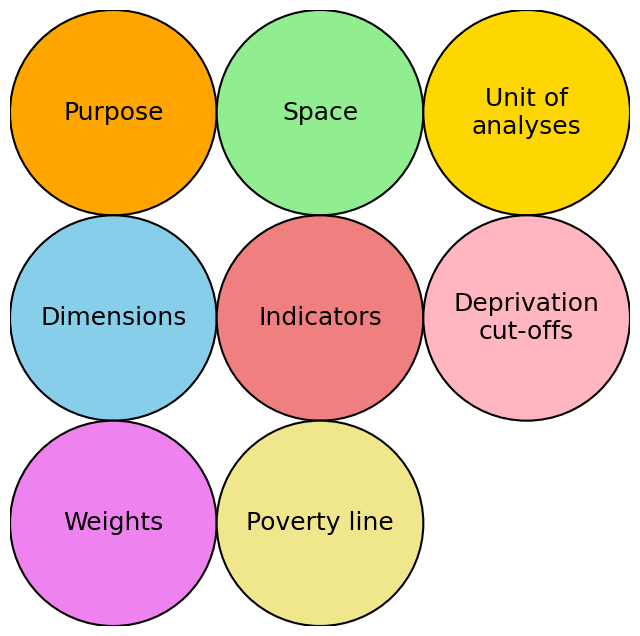 Purpose
Space
Unit of
analyses
Dimensions
Indicators
Deprivation
cut-offs
Weights
Poverty line